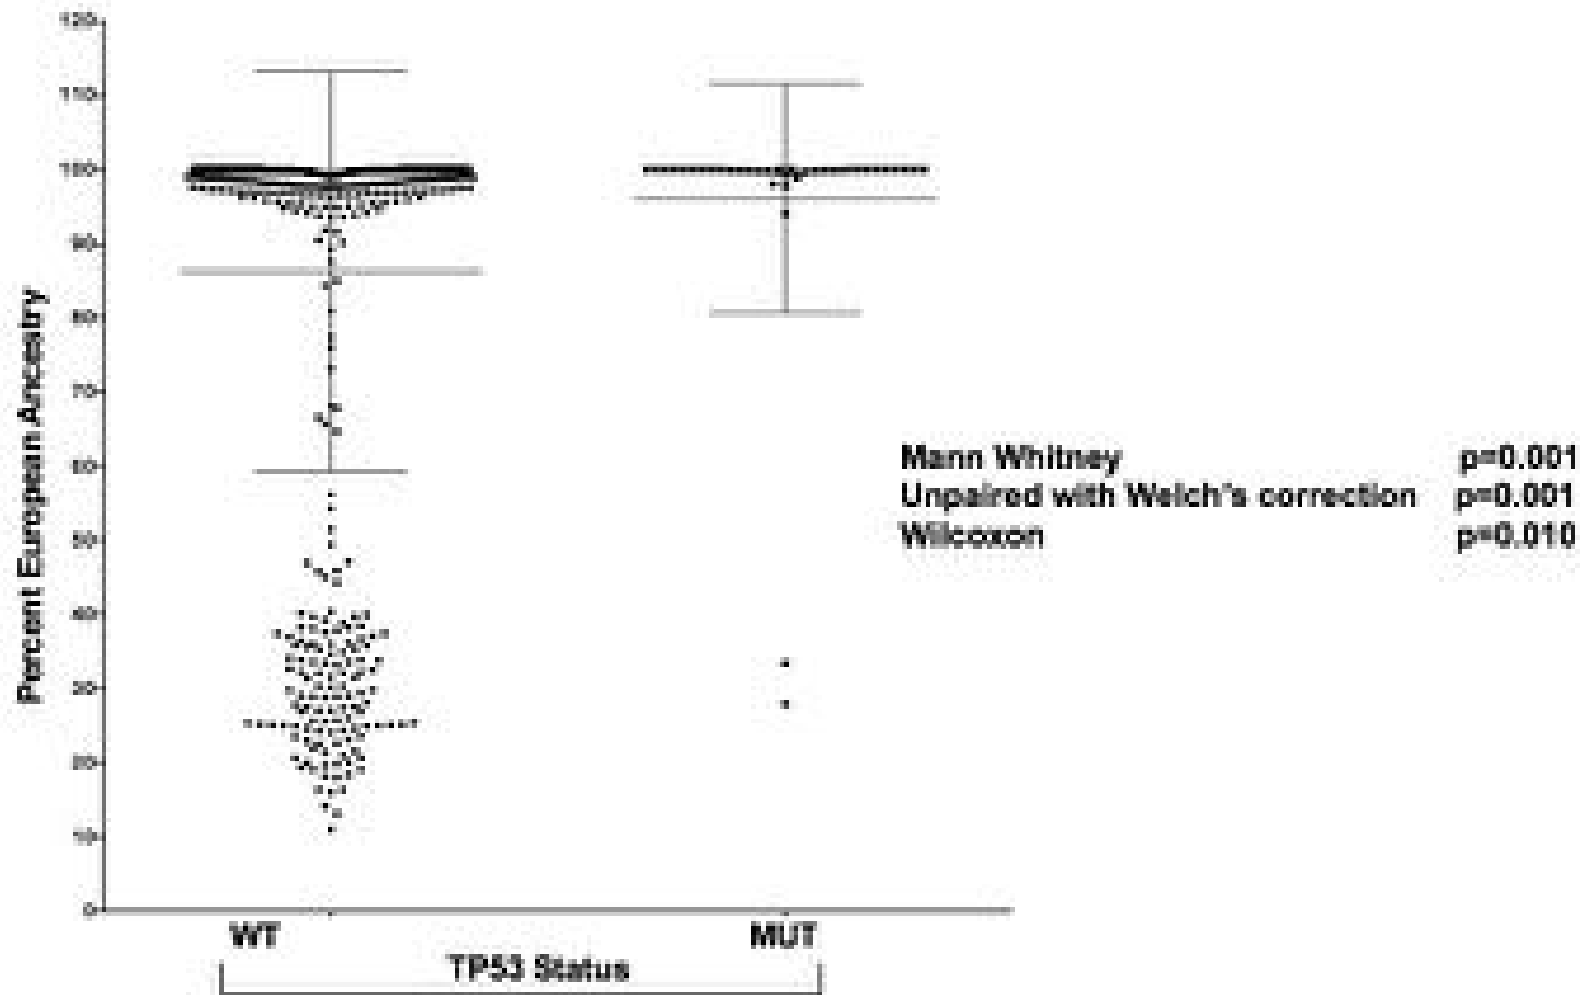 120
110
100
90
80
70
60
50
40
30
20
10
0
Percent European Ancestry
Mann Whitney p=0.001
Unpaired with Welch's correction p=0.001
Wilcoxon p=0.010
WT MUT
TP53 Status